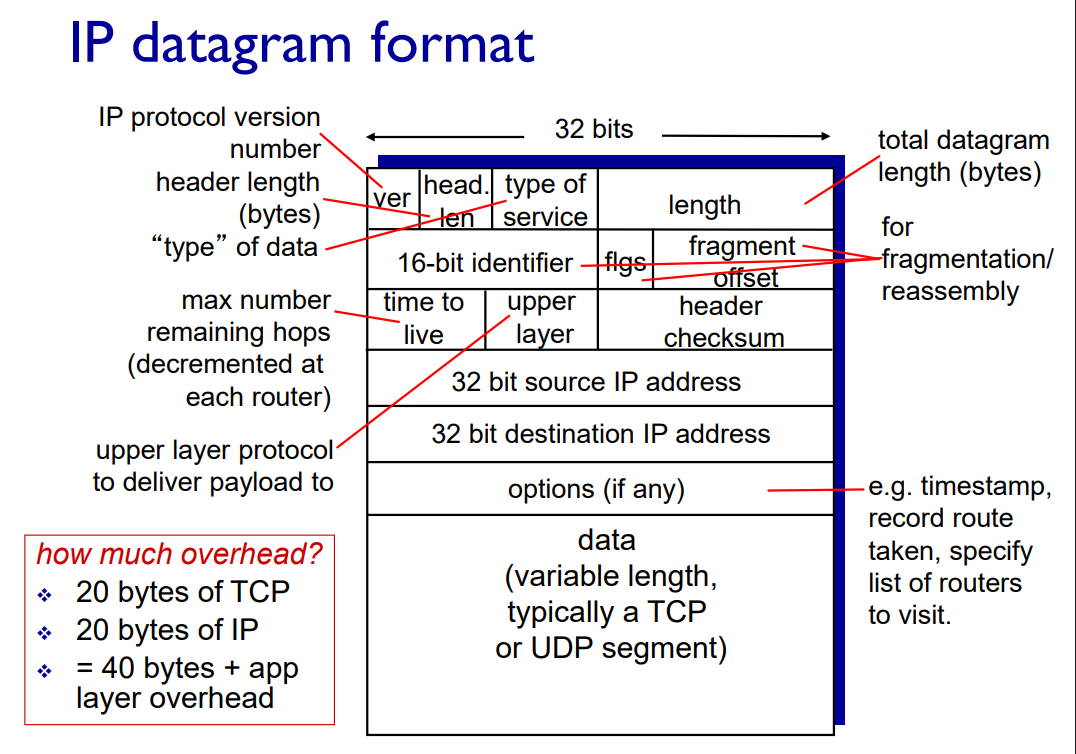 IP datagram format
IP protocol version
number
header length
(bytes)
“type” of data
max number
remaining hops
(decremented at
each router)
upper layer protocol
to deliver payload to
how much overhead?
❖ 20 bytes of TCP
❖ 20 bytes of IP
❖ = 40 bytes + app
layer overhead
32 bits
ver
head.
len
type of
service
length
16-bit identifier
flgs
fragment
offset
time to
live
upper
layer
header
checksum
32 bit source IP address
32 bit destination IP address
options (if any)
data
(variable length,
typically a TCP
or UDP segment)
total datagram
length (bytes)
for
fragmentation/
reassembly
e.g. timestamp,
record route
taken, specify
list of routers
to visit.